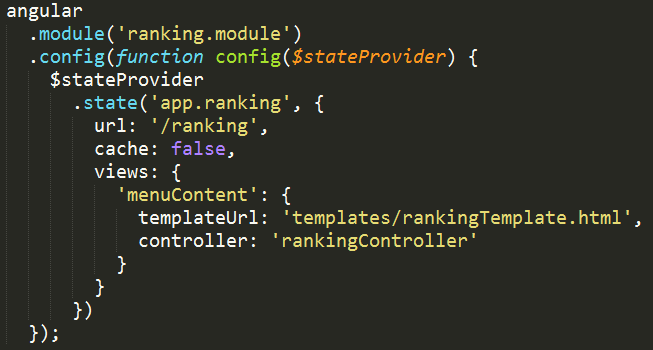 angular
  .module('ranking.module')
  .config(function config($stateProvider) {
    $stateProvider
      .state('app.ranking', {
        url: '/ranking',
        cache: false,
        views: {
          'menuContent': {
            templateUrl: 'templates/rankingTemplate.html',
            controller: 'rankingController'
          }
        }
      })
  });